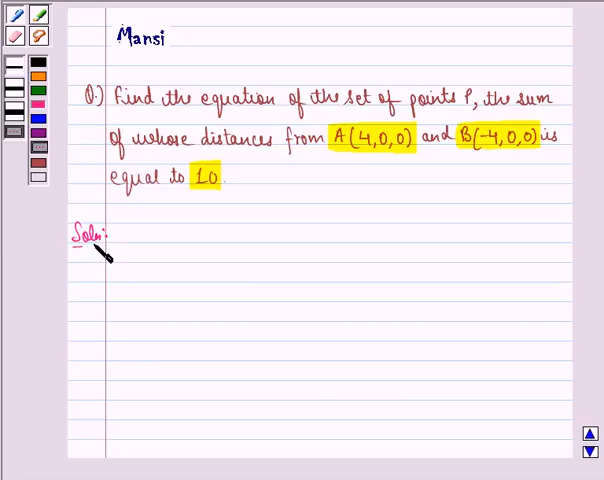 Mansi
Q.) Find the equation of the set of points P, the sum
of whose distances from A(4,0,0) and B(-4,0,0) is
equal to 10.
Soln: